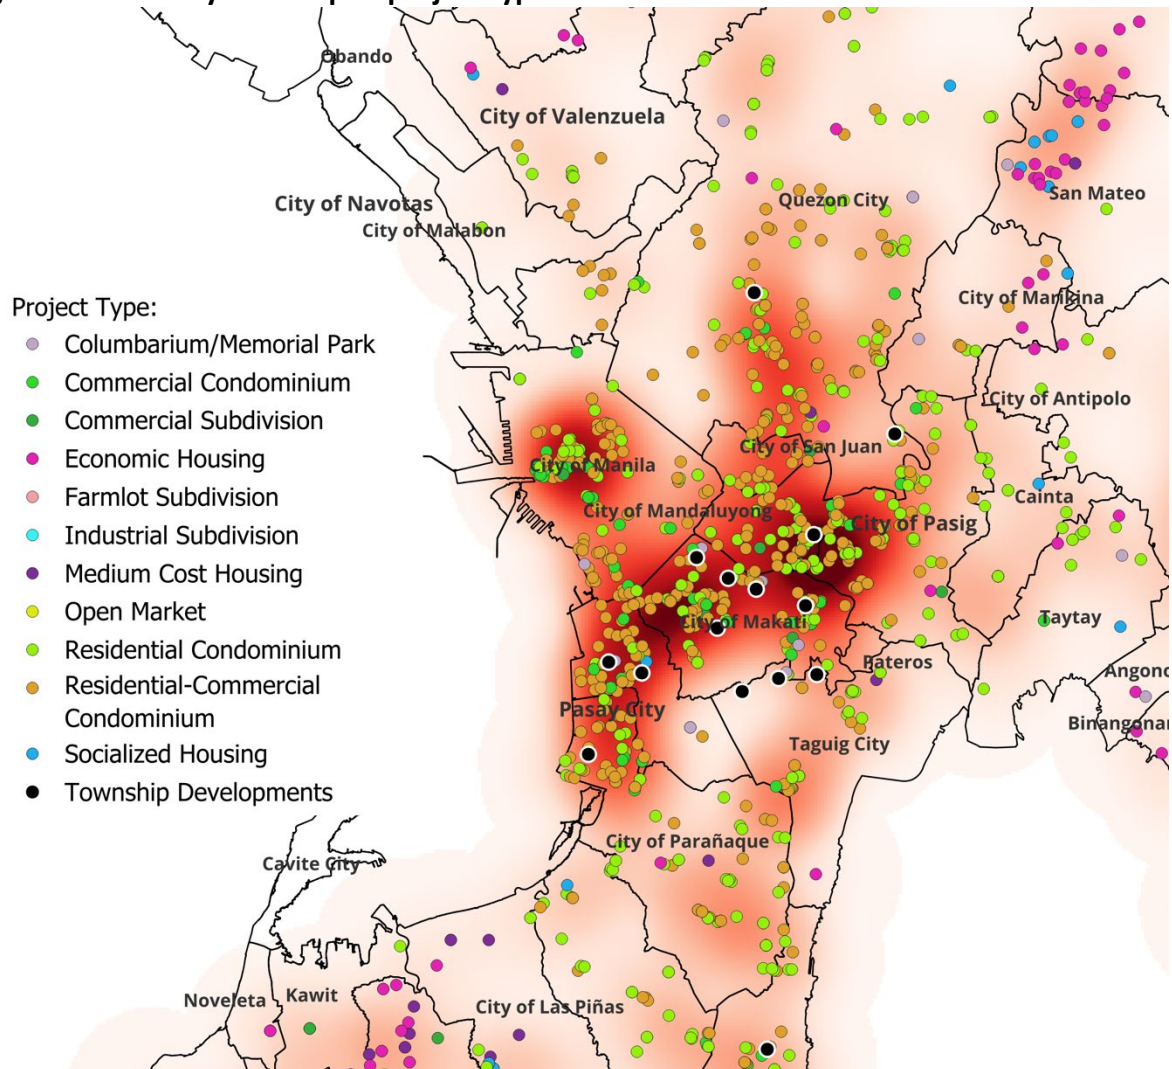 Obando
City of Valenzuela
City of Navotas
City of Malabon
Quezon City
San Mateo
City of Marikina
City of Antipolo
City of San Juan
City of Manila
City of Mandaluyong
City of Pasig
Cainta
City of Makati
Taytay
Pateros
Pasay City
Taguig City
City of Parañaque
Cavite City
Noveleta
Kawit
City of Las Piñas
Project Type:
Columbarium/Memorial Park
Commercial Condominium
Commercial Subdivision
Economic Housing
Farmlot Subdivision
Industrial Subdivision
Medium Cost Housing
Open Market
Residential Condominium
Residential-Commercial
Condominium
Socialized Housing
Township Developments